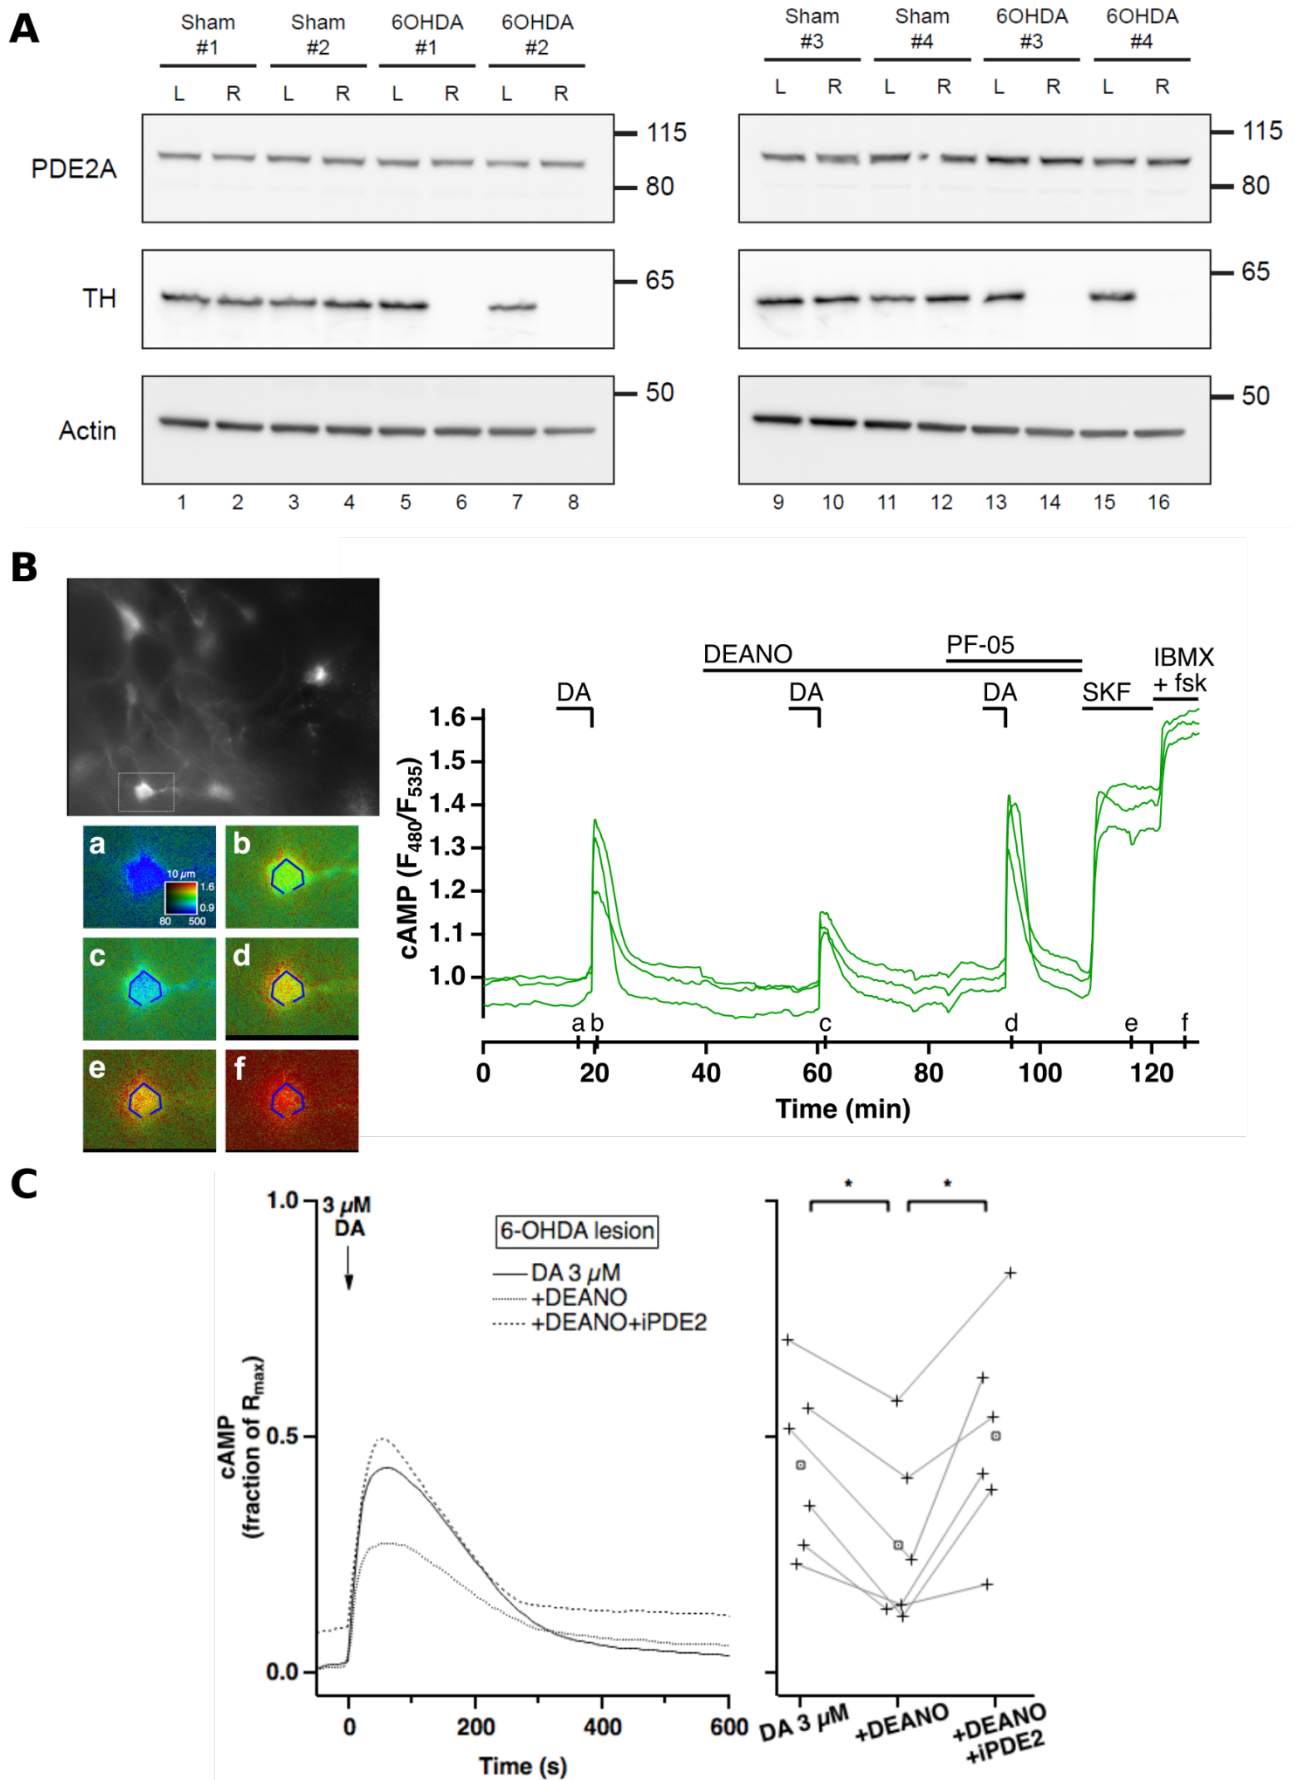 A
Sham Sham 6OHDA 6OHDA
#1 #2 #1 #2
L R L R L R L R
Sham Sham 6OHDA 6OHDA
#3 #4 #3 #4
L R L R L R L R
PDE2A
115
80
115
80
TH
65
65
Actin
50
50
1 2 3 4 5 6 7 8
9 10 11 12 13 14 15 16
B
a
10 µm
1.6
0.9
80 500
b
c
d
e
f
DEANO
PF-05
DA
DA
DA
SKF
IBMX
+ fsk
cAMP (F480/F535)
1.6
1.5
1.4
1.3
1.2
1.1
1.0
a b c d e f
0 20 40 60 80 100 120
Time (min)
C
3 µM
DA
6-OHDA lesion
DA 3 µM
+DEANO
+DEANO+iPDE2
cAMP
(fraction of Rmax)
1.0
0.5
0.0
0 200 400 600
Time (s)
* *
DA 3 µM
+DEANO
+DEANO
+iPDE2